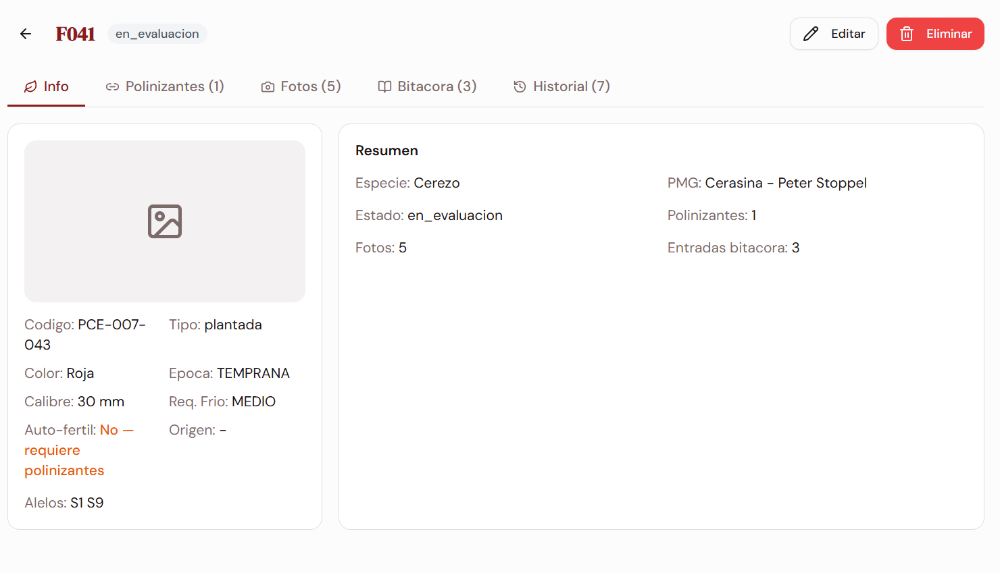 F041 en_evaluacion Editar Eliminar
Info Polinizantes (1) Fotos (5) Bitacora (3) Historial (7)
Codigo: PCE-007-
043
Tipo: plantada
Color: Roja
Epoca: TEMPRANA
Calibre: 30 mm
Req. Frio: MEDIO
Auto-fertil: No —
requiere
polinizantes
Origen: -
Alelos: S1 S9
Resumen
Especie: Cerezo
PMG: Cerasina - Peter Stoppel
Estado: en_evaluacion
Polinizantes: 1
Fotos: 5
Entradas bitacora: 3